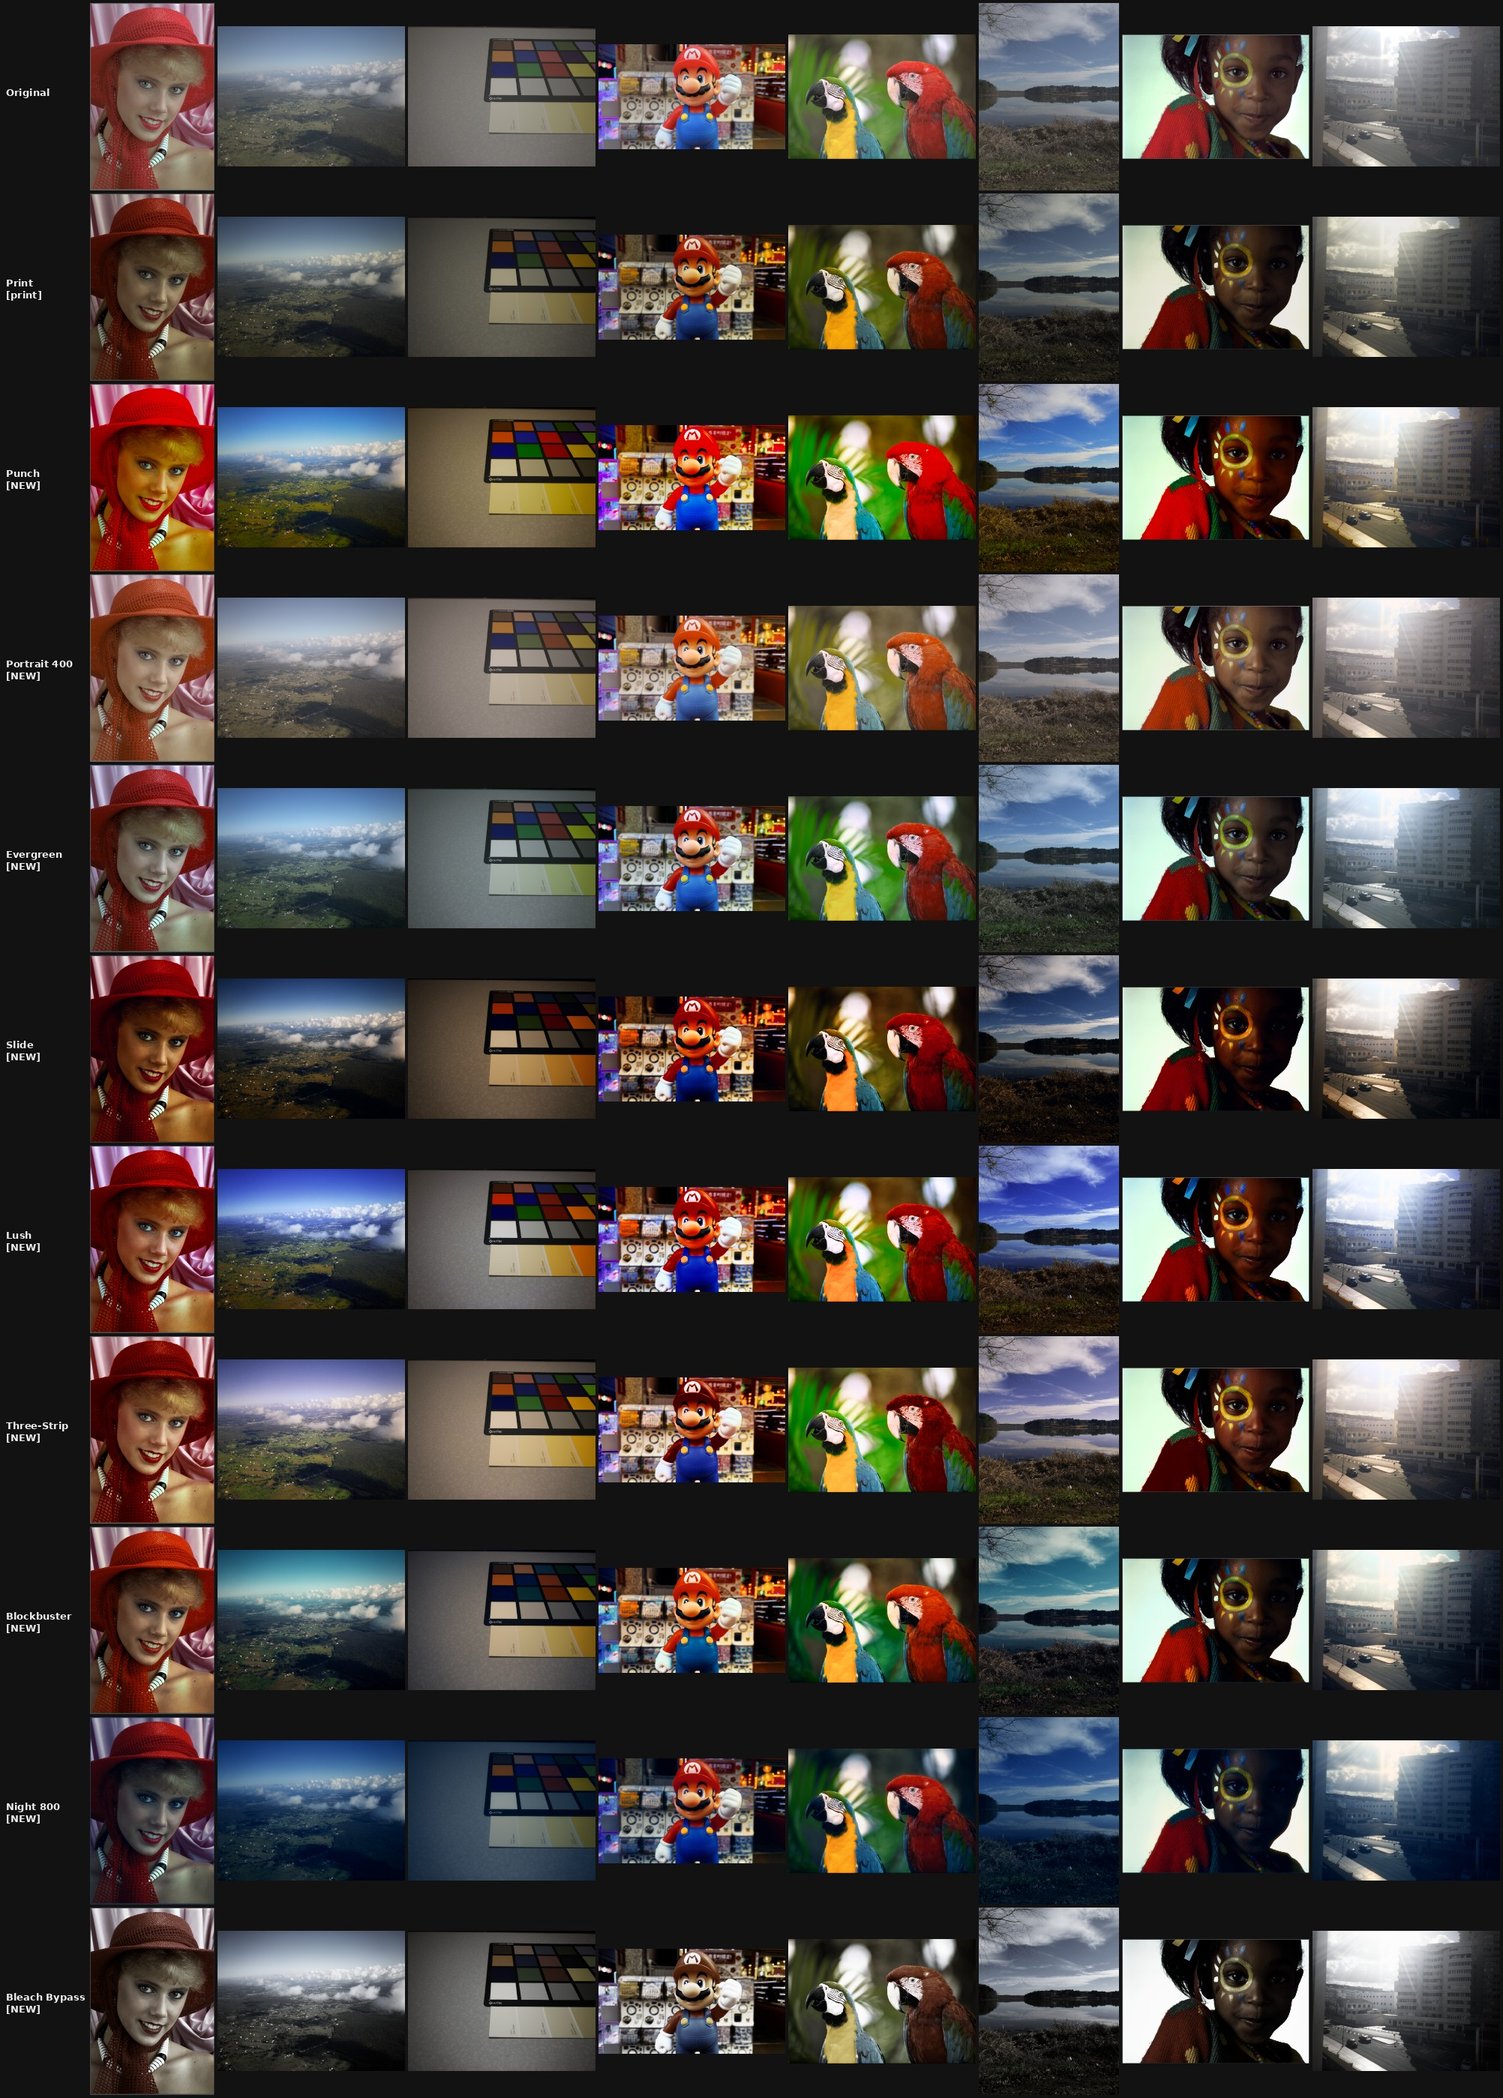 Original
Print
[print]
Punch
[NEW]
Portrait 400
[NEW]
Evergreen
[NEW]
Slide
[NEW]
Lush
[NEW]
Three-Strip
[NEW]
Blockbuster
[NEW]
Night 800
[NEW]
Bleach Bypass
[NEW]